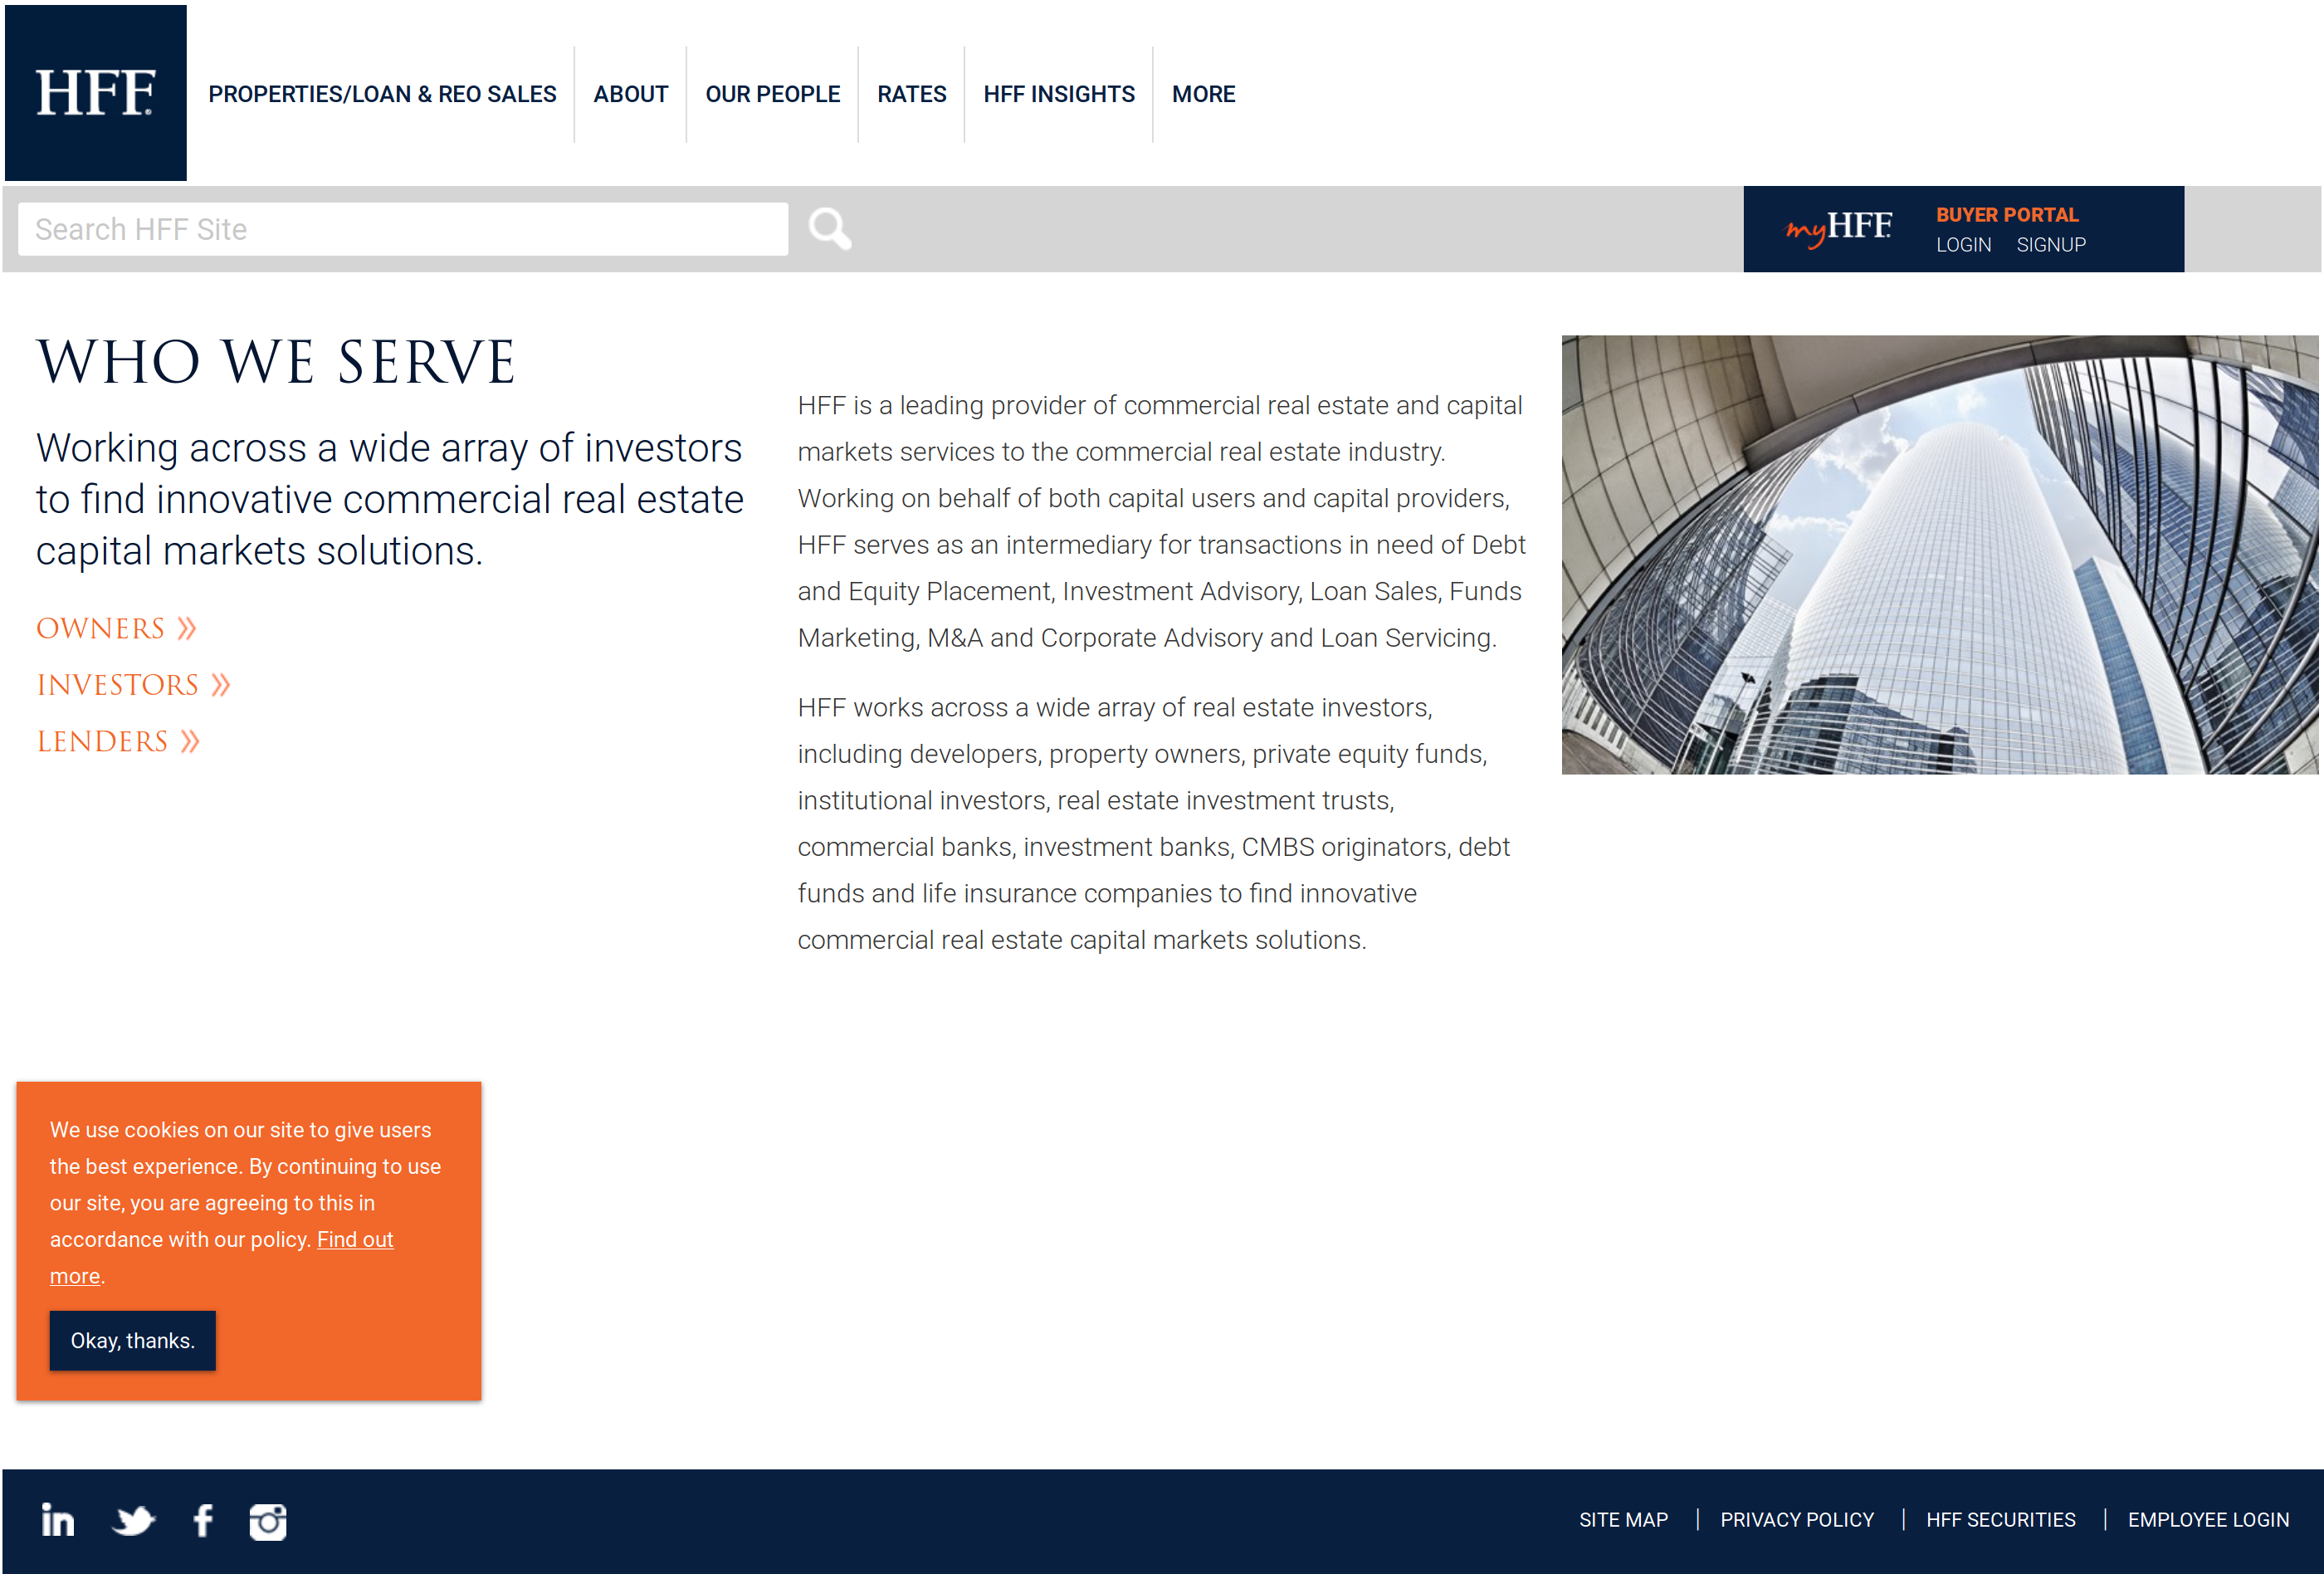 HFF
PROPERTIES/LOAN & REO SALES
ABOUT
OUR PEOPLE
RATES
HFF INSIGHTS
MORE
Search HFF Site
myHFF
BUYER PORTAL
LOGIN
SIGNUP
WHO WE SERVE
Working across a wide array of investors
to find innovative commercial real estate
capital markets solutions.
OWNERS
INVESTORS
LENDERS
HFF is a leading provider of commercial real estate and capital
markets services to the commercial real estate industry.
Working on behalf of both capital users and capital providers,
HFF serves as an intermediary for transactions in need of Debt
and Equity Placement, Investment Advisory, Loan Sales, Funds
Marketing, M&A and Corporate Advisory and Loan Servicing.
HFF works across a wide array of real estate investors,
including developers, property owners, private equity funds,
institutional investors, real estate investment trusts,
commercial banks, investment banks, CMBS originators, debt
funds and life insurance companies to find innovative
commercial real estate capital markets solutions.
We use cookies on our site to give users
the best experience. By continuing to use
our site, you are agreeing to this in
accordance with our policy. Find out
more.
Okay, thanks.
SITE MAP
PRIVACY POLICY
HFF SECURITIES
EMPLOYEE LOGIN